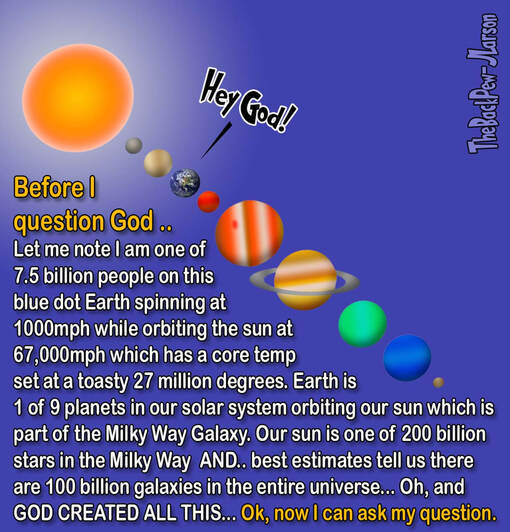 TheBackPew-Larson
Hey God!
Before I
question God ..
Let me note I am one of
7.5 billion people on this
blue dot Earth spinning at
1000mph while orbiting the sun at
67,000mph which has a core temp
set at a toasty 27 million degrees. Earth is
1 of 9 planets in our solar system orbiting our sun which is
part of the Milky Way Galaxy. Our sun is one of 200 billion
stars in the Milky Way AND.. best estimates tell us there
are 100 billion galaxies in the entire universe... Oh, and
GOD CREATED ALL THIS... Ok, now I can ask my question.